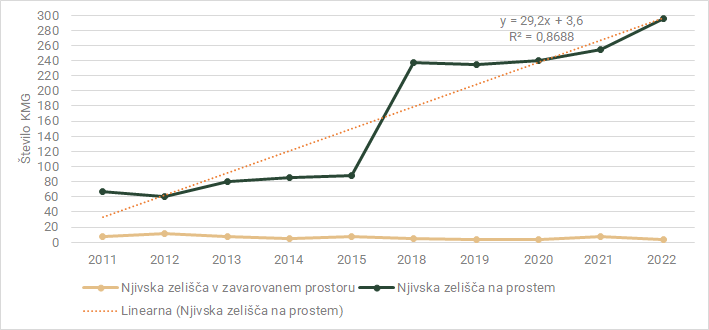 y = 29,2x + 3,6
R² = 0,8688
300
280
260
240
220
200
180
160
140
120
100
80
60
40
20
0
Število KMG
2011 2012 2013 2014 2015 2018 2019 2020 2021 2022
Njivska zelišča v zavarovanem prostoru Njivska zelišča na prostem
Linearna (Njivska zelišča na prostem)